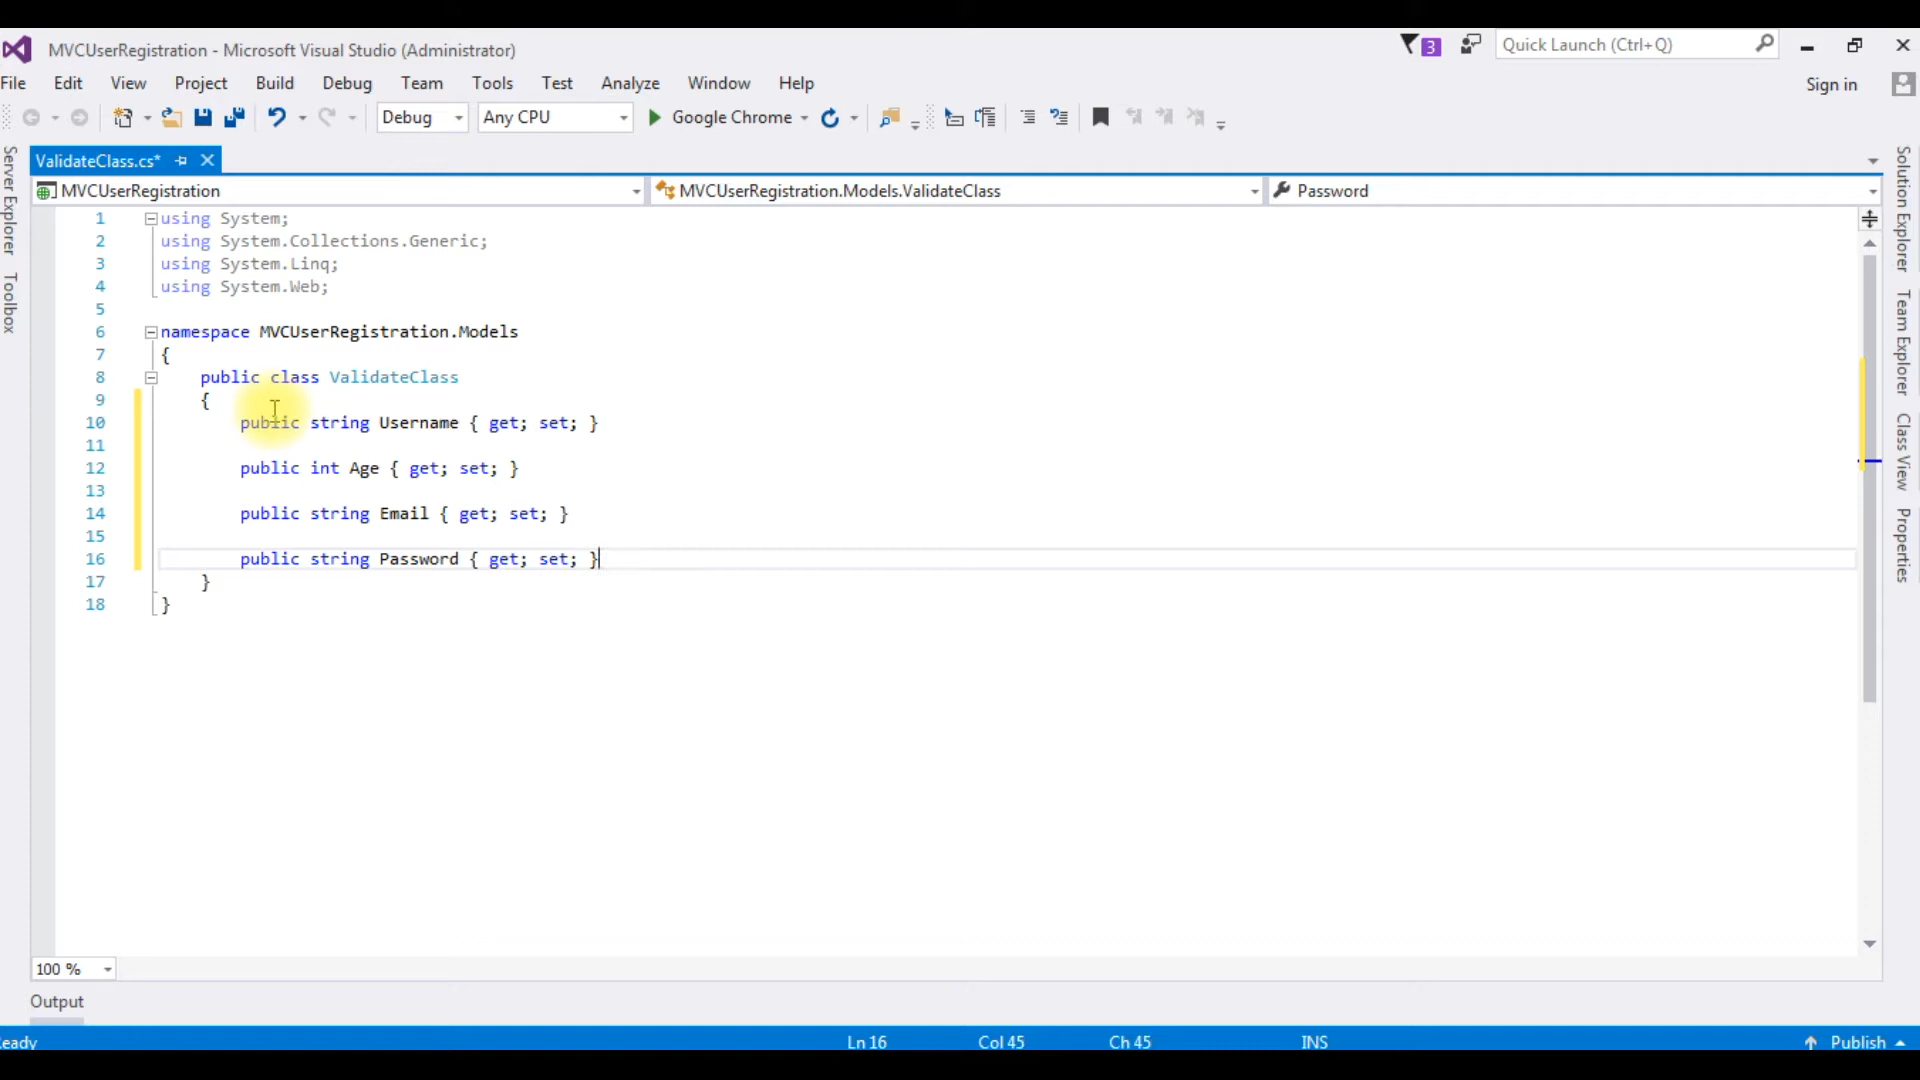 MVCUserRegistration - Microsoft Visual Studio (Administrator)
3
Quick Launch (Ctrl+Q)
File Edit View Project Build Debug Team Tools Test Analyze Window Help
Sign in
Debug Any CPU Google Chrome
ValidateClass.cs*
MVCUserRegistration MVCUserRegistration.Models.ValidateClass Password
Server Explorer
Toolbox
1 using System;
2 using System.Collections.Generic;
3 using System.Linq;
4 using System.Web;
5
6 namespace MVCUserRegistration.Models
7 {
8 public class ValidateClass
9 {
10 public string Username { get; set; }
11
12 public int Age { get; set; }
13
14 public string Email { get; set; }
15
16 public string Password { get; set; }
17 }
18 }
Solution Explorer
Team Explorer
Class View
Properties
100 %
Output
eady Ln 16 Col 45 Ch 45 INS Publish